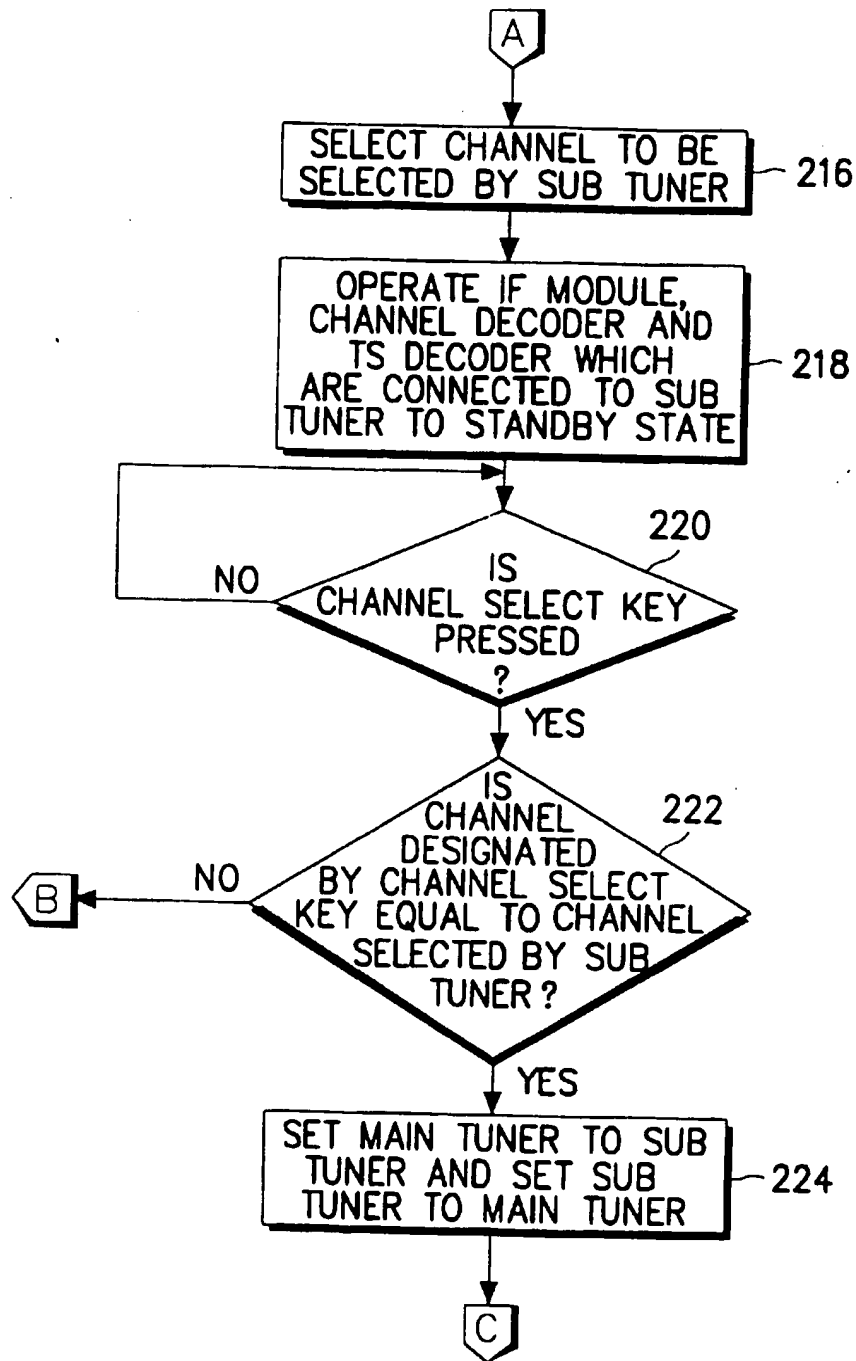 A
SELECT CHANNEL TO BE
SELECTED BY SUB TUNER
216
OPERATE IF MODULE,
CHANNEL DECODER AND
TS DECODER WHICH
ARE CONNECTED TO SUB
TUNER TO STANDBY STATE
218
220
NO
IS
CHANNEL SELECT KEY
PRESSED
?
YES
222
IS
CHANNEL
DESIGNATED
BY CHANNEL SELECT
KEY EQUAL TO CHANNEL
SELECTED BY SUB
TUNER?
NO
B
YES
SET MAIN TUNER TO SUB
TUNER AND SET SUB
TUNER TO MAIN TUNER
224
C